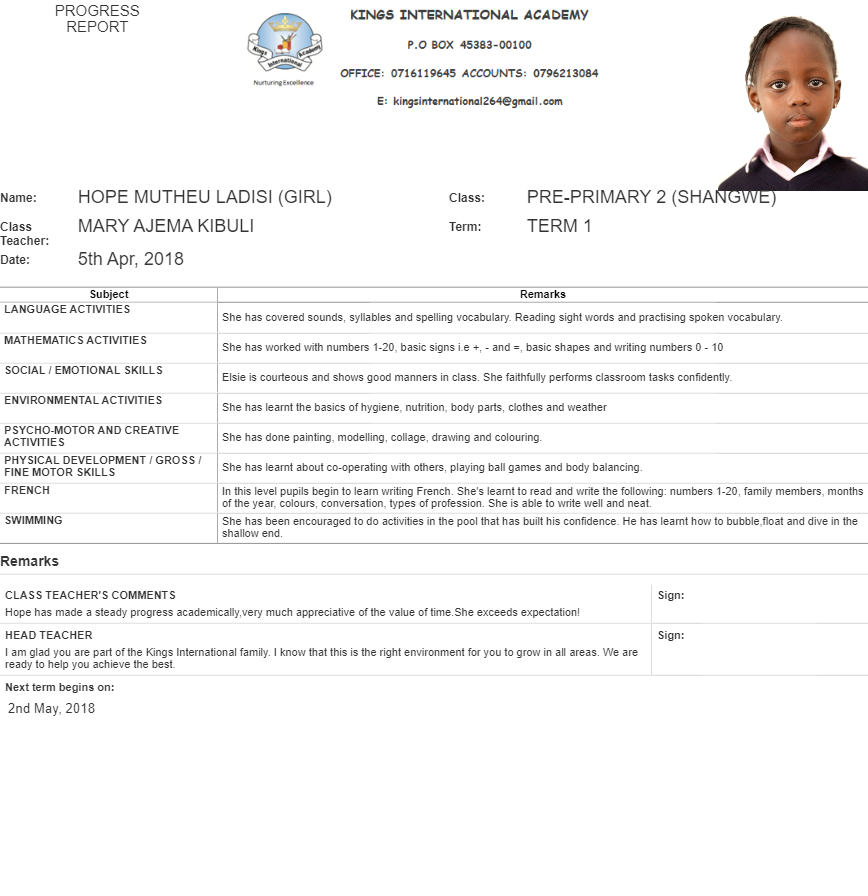 PROGRESS
REPORT
KINGS INTERNATIONAL ACADEMY
P.O BOX 45383-00100
OFFICE: 0716119645 ACCOUNTS: 0796213084
E: kingsinternational264@gmail.com
Kings Academy
International
Nurturing Excellence
Name: HOPE MUTHEU LADISI (GIRL) Class: PRE-PRIMARY 2 (SHANGWE)
Class Teacher: MARY AJEMA KIBULI Term: TERM 1
Date: 5th Apr, 2018
Subject Remarks
LANGUAGE ACTIVITIES
She has covered sounds, syllables and spelling vocabulary. Reading sight words and practising spoken vocabulary.
MATHEMATICS ACTIVITIES
She has worked with numbers 1-20, basic signs i.e +, - and =, basic shapes and writing numbers 0 - 10
SOCIAL / EMOTIONAL SKILLS
Elsie is courteous and shows good manners in class. She faithfully performs classroom tasks confidently.
ENVIRONMENTAL ACTIVITIES
She has learnt the basics of hygiene, nutrition, body parts, clothes and weather
PSYCHO-MOTOR AND CREATIVE
ACTIVITIES
She has done painting, modelling, collage, drawing and colouring.
PHYSICAL DEVELOPMENT / GROSS /
FINE MOTOR SKILLS
She has learnt about co-operating with others, playing ball games and body balancing.
FRENCH
In this level pupils begin to learn writing French. She's learnt to read and write the following: numbers 1-20, family members, months
of the year, colours, conversation, types of profession. She is able to write well and neat.
SWIMMING
She has been encouraged to do activities in the pool that has built his confidence. He has learnt how to bubble,float and dive in the
shallow end.
Remarks
CLASS TEACHER'S COMMENTS
Hope has made a steady progress academically,very much appreciative of the value of time.She exceeds expectation!
Sign:
HEAD TEACHER
I am glad you are part of the Kings International family. I know that this is the right environment for you to grow in all areas. We are
ready to help you achieve the best.
Sign:
Next term begins on:
2nd May, 2018